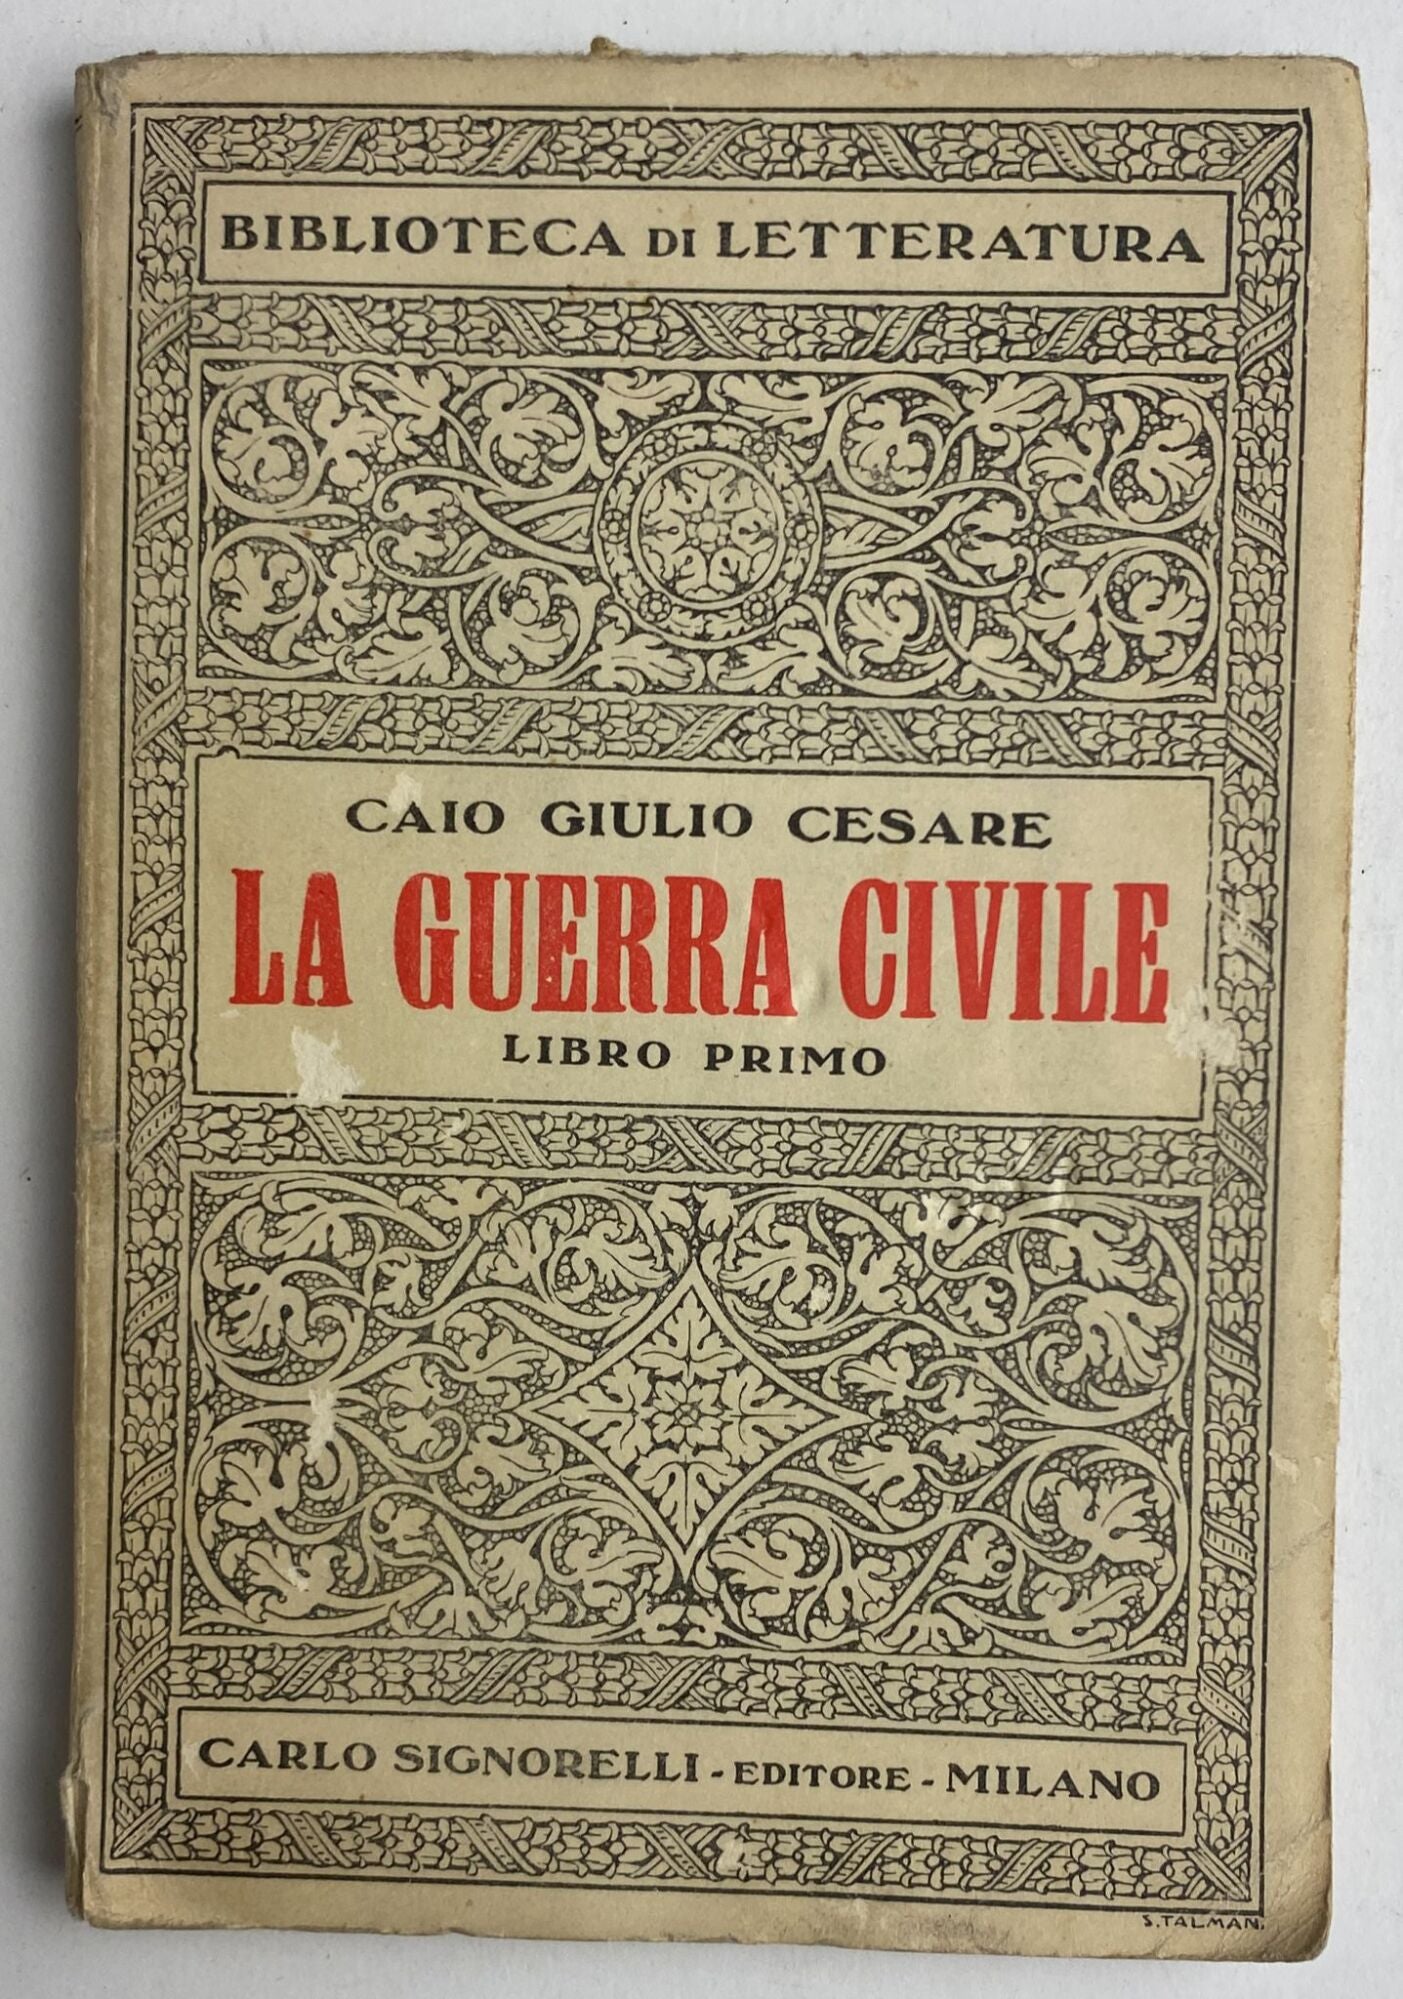 BIBLIOTECA DI LETTERATURA
CAIO GIULIO CESARE
LA GUERRA CIVILE
LIBRO PRIMO
CARLO SIGNORELLI - EDITORE - MILANO
S. TALMAN.